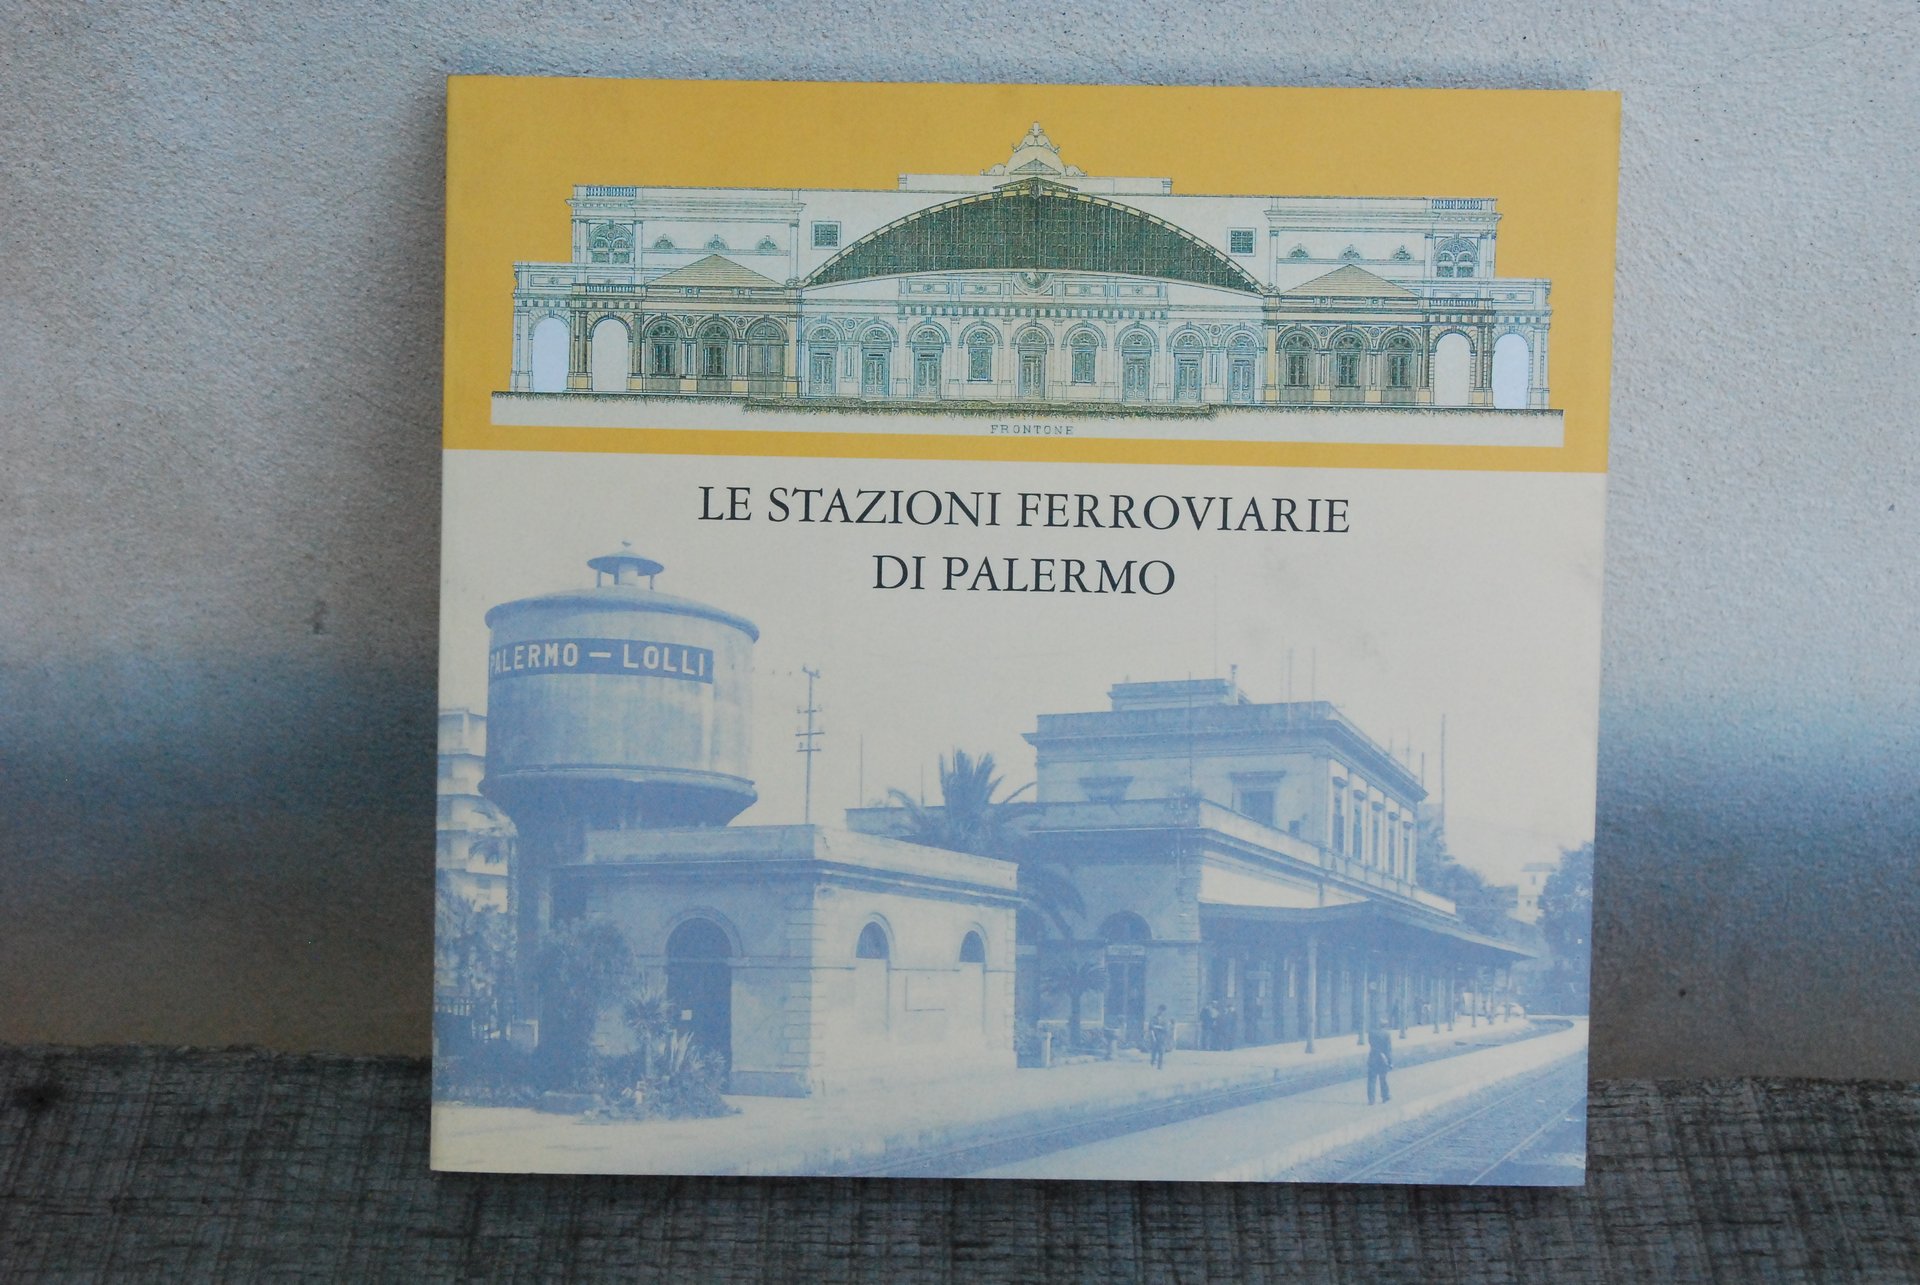 FRONTONE
LE STAZIONI FERROVIARIE
DI PALERMO
PALERMO – LOLLI